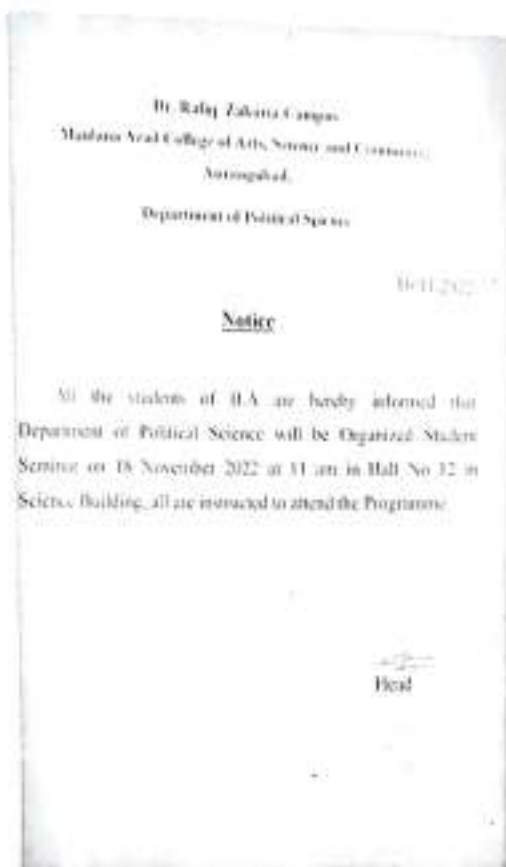 Dr. Rafiq Zakaria Campus
Maulana Azad College of Arts, Science and Commerce,
Aurangabad.
Department of Political Science
Notice
All the students of B.A are hereby informed that
Department of Political Science will be Organized Student
Seminar on 18 November 2022 at 11 am in Hall No 12 in
Science Building, all are instructed to attend the Programme
Head